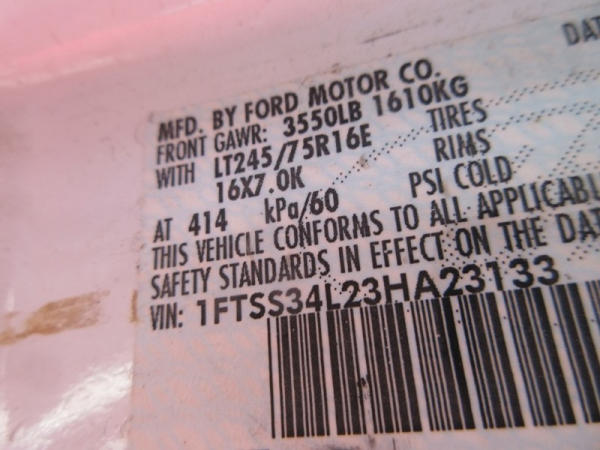 DATE
MFD. BY FORD MOTOR CO.
FRONT GAWR: 3550LB 1610KG
WITH LT245/75R16E TIRES
16X7.0K RIMS
AT 414 kPa/60 PSI COLD
THIS VEHICLE CONFORMS TO ALL APPLICABL
SAFETY STANDARDS IN EFFECT ON THE DAT
VIN: 1FTSS34L23HA23133